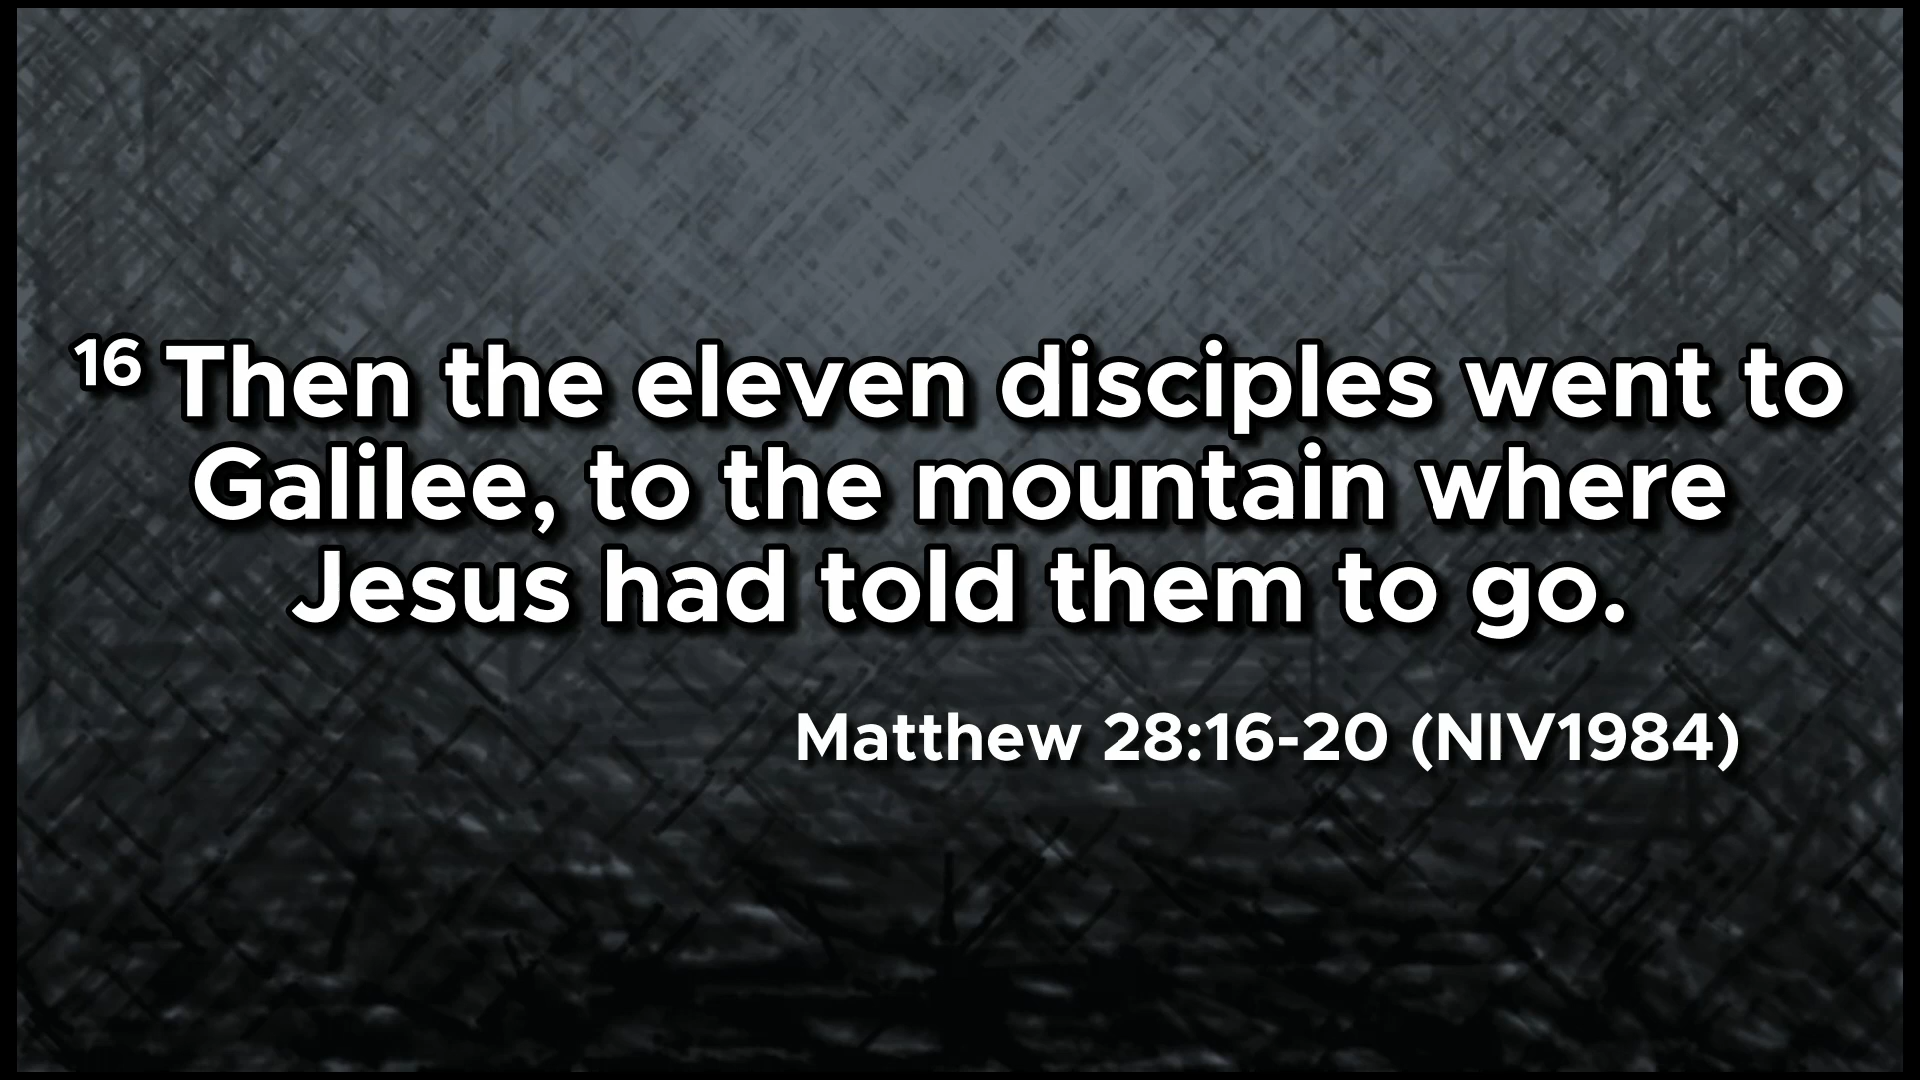 16 Then the eleven disciples went to
Galilee, to the mountain where
Jesus had told them to go.
Matthew 28:16-20 (NIV1984)